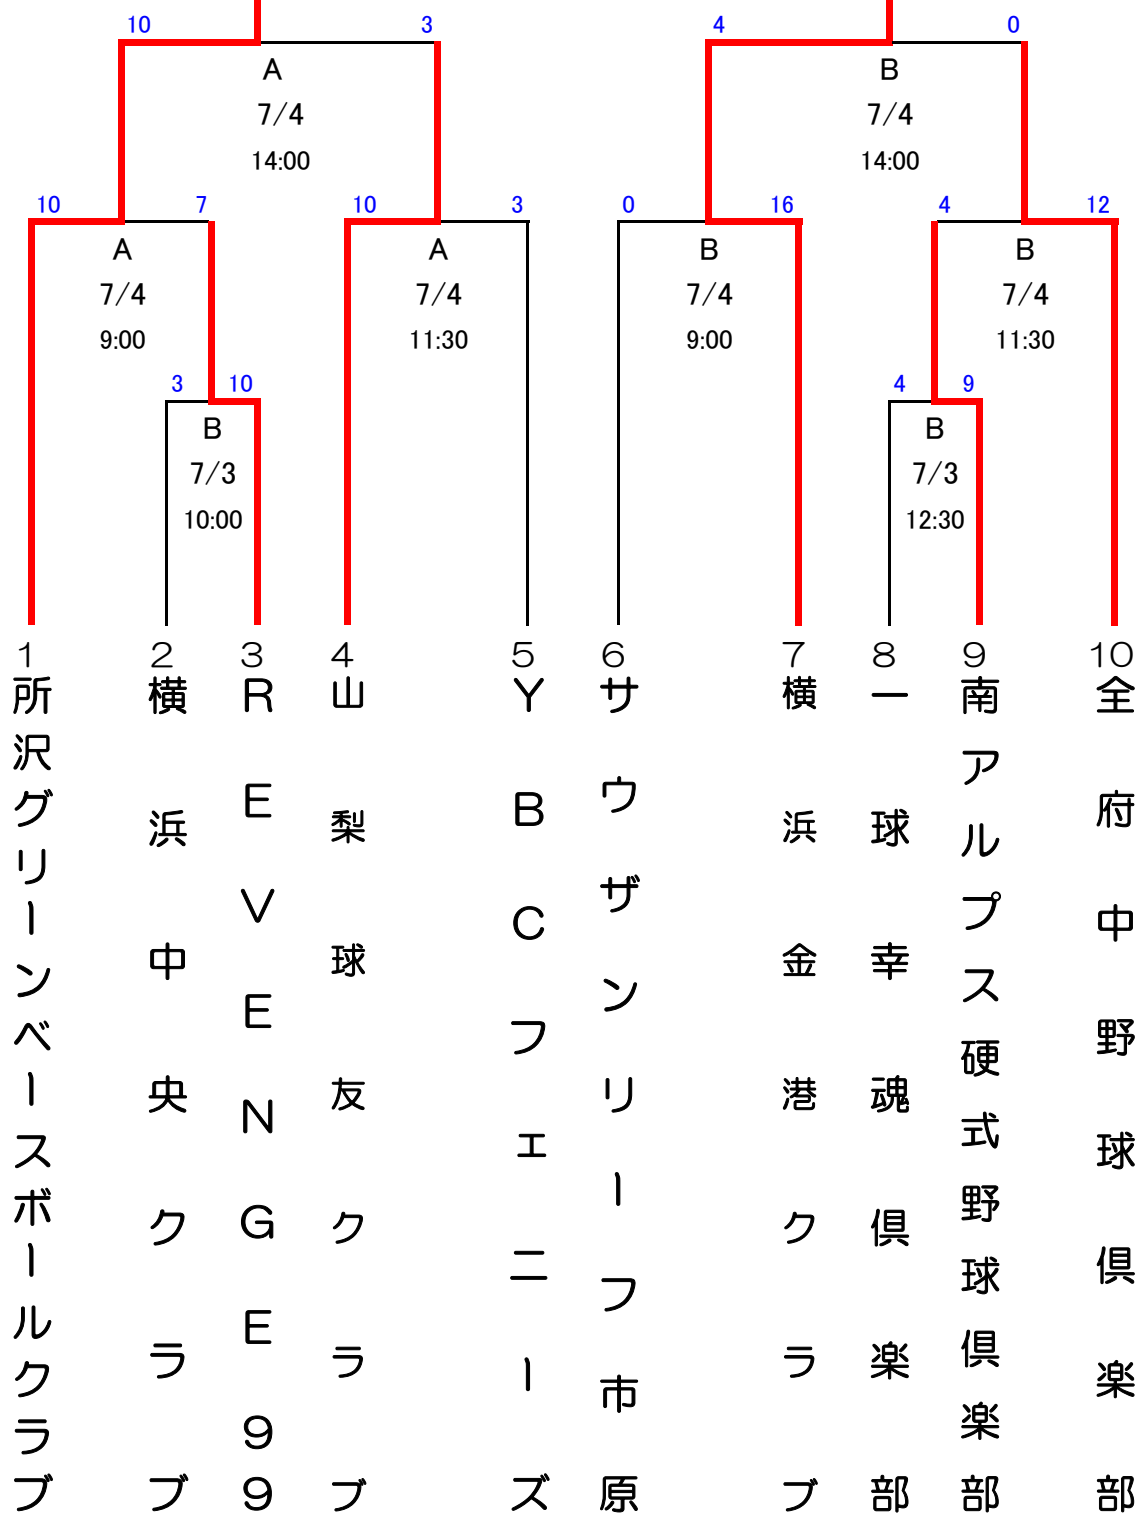 10 3 4 0
A B
7/4 7/4
14:00 14:00
10 7 10 3 0 16 4 12
A A B B
7/4 7/4 7/4 7/4
9:00 11:30 9:00 11:30
3 10 4 9
B B
7/3 7/3
10:00 12:30
1 2 3 4 5 6 7 8 9 10
所沢グリーンベースボールクラブ
横浜中央クラブ
REVENGE99
山梨球友クラブ
YBCフェニーズ
サウザンリーフ市原
横浜金港クラブ
一球幸魂倶楽部
南アルプス硬式野球倶楽部
全府中野球倶楽部